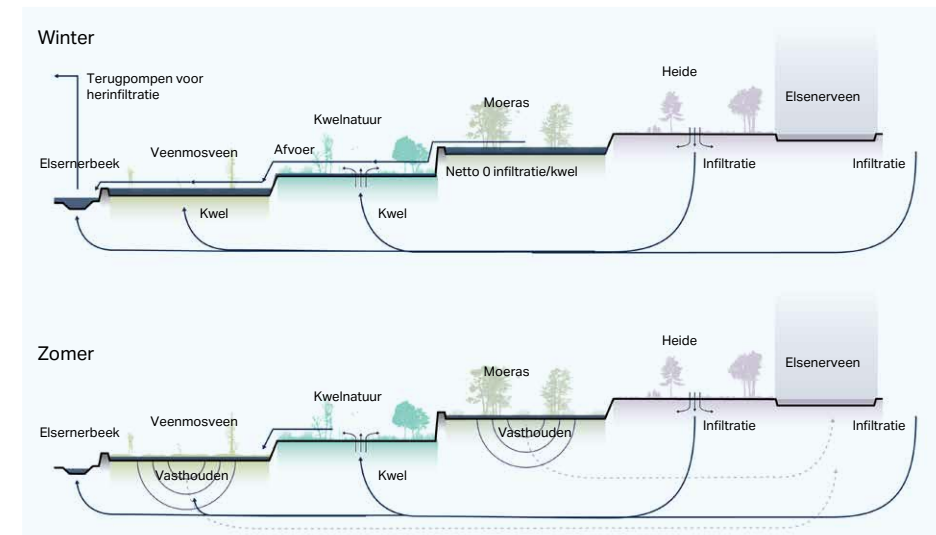 Winter
Terugpompen voor
herinfiltratie
Heide
Elsenerveen
Moeras
Kwelnatuur
Afvoer
Veenmosveen
Elsernerbeek
Netto 0 infiltratie/kwel
Infiltratie
Infiltratie
Kwel
Kwel
Zomer
Heide
Elsenerveen
Moeras
Kwelnatuur
Veenmosveen
Elsernerbeek
Vasthouden
Infiltratie
Infiltratie
Vasthouden
Kwel